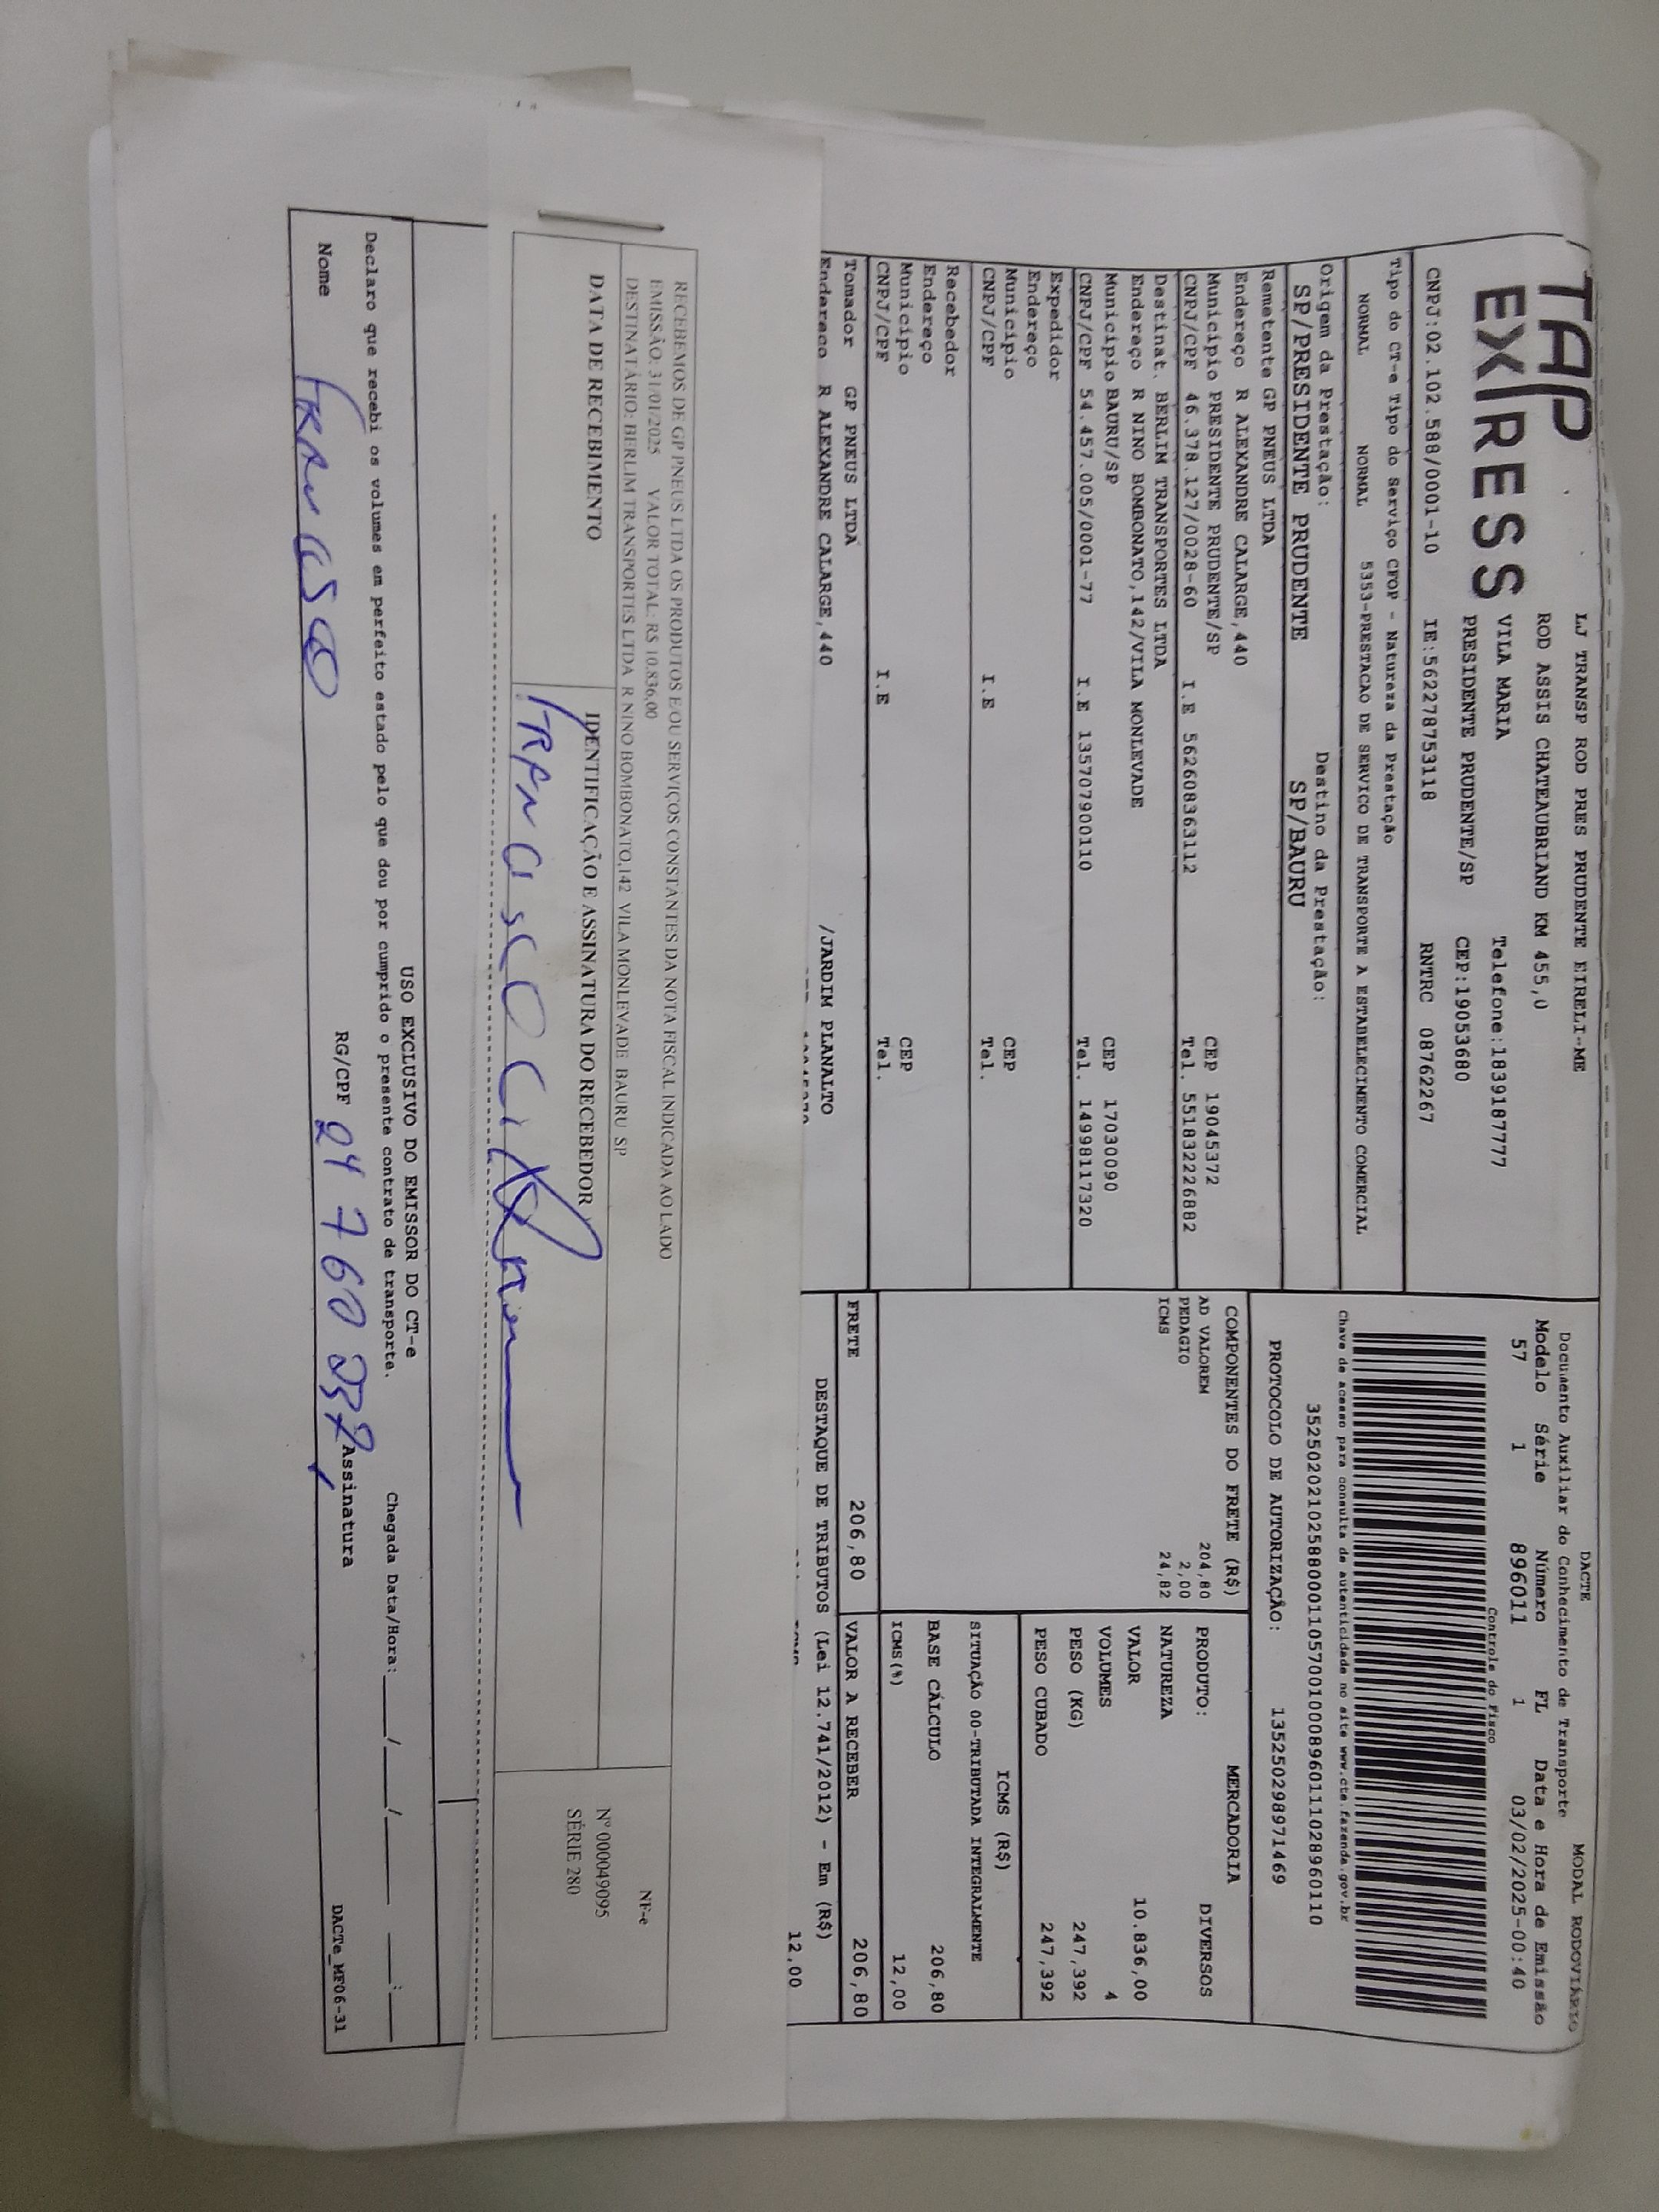 TAP
EXPRESS
LJ TRANSP ROD PRES PRUDENTE EIRELI-ME
ROD ASSIS CHATEAUBRIAND KM 455,0
VILA MARIA Telefone:1839187777
PRESIDENTE PRUDENTE/SP CEP:19053680
CNPJ:02.102.588/0001-10 IE:562278753118 RNTRC 08762267
DACTE MODAL RODOVIÁRIO
Documento Auxiliar do Conhecimento de Transporte
Modelo Série Número FL Data e Hora de Emissão
57 1 896011 1 03/02/2025-00:40
Controle do Fisco
Chave de acesso para consulta de autenticidade no site www.cte.fazenda.gov.br
35250202102588000110570010008960111028960110
PROTOCOLO DE AUTORIZAÇÃO: 135250298971469
Tipo do CT-e Tipo do Serviço CFOP - Natureza da Prestação
NORMAL NORMAL 5353-PRESTACAO DE SERVICO DE TRANSPORTE A ESTABELECIMENTO COMERCIAL
Origem da Prestação: Destino da Prestação:
SP/PRESIDENTE PRUDENTE SP/BAURU
Remetente GP PNEUS LTDA
Endereço R ALEXANDRE CALARGE,440
Município PRESIDENTE PRUDENTE/SP CEP 19045372
CNPJ/CPF 46.378.127/0028-60 I.E 562608363112 Tel. 551832226882
Destinat. BERLIM TRANSPORTES LTDA
Endereço R NINO BOMBONATO,142/VILA MONLEVADE
Município BAURU/SP CEP 17030090
CNPJ/CPF 54.457.005/0001-77 I.E 135707900110 Tel. 14998117320
Expedidor
Endereço
Município CEP
CNPJ/CPF I.E Tel.
Recebedor
Endereço
Município CEP
CNPJ/CPF I.E Tel.
Tomador GP PNEUS LTDA
Endereço R ALEXANDRE CALARGE,440 /JARDIM PLANALTO
COMPONENTES DO FRETE (R$)
AD VALOREM 204,80
PEDAGIO 2,00
ICMS 24,82
MERCADORIA
PRODUTO: DIVERSOS
NATUREZA
VALOR 10.836,00
VOLUMES 4
PESO (KG) 247,392
PESO CUBADO 247,392
ICMS (R$)
SITUAÇÃO 00-TRIBUTADA INTEGRALMENTE
BASE CÁLCULO 206,80
ICMS(%) 12,00
FRETE 206,80 VALOR A RECEBER 206,80
DESTAQUE DE TRIBUTOS (Lei 12.741/2012) - Em (R$)
12,00
RECEBEMOS DE GP PNEUS LTDA OS PRODUTOS E/OU SERVIÇOS CONSTANTES DA NOTA FISCAL INDICADA AO LADO
EMISSÃO: 31/01/2025 VALOR TOTAL: R$ 10.836,00
DESTINATÁRIO: BERLIM TRANSPORTES LTDA R NINO BOMBONATO,142 VILA MONLEVADE BAURU SP
DATA DE RECEBIMENTO IDENTIFICAÇÃO E ASSINATURA DO RECEBEDOR
NF-e
Nº 000049095
SÉRIE 280
USO EXCLUSIVO DO EMISSOR DO CT-e
Declaro que recebi os volumes em perfeito estado pelo que dou por cumprido o presente contrato de transporte. Chegada Data/Hora: ___/___/____ ___:___
Nome RG/CPF Assinatura
DACTe_MF06-31